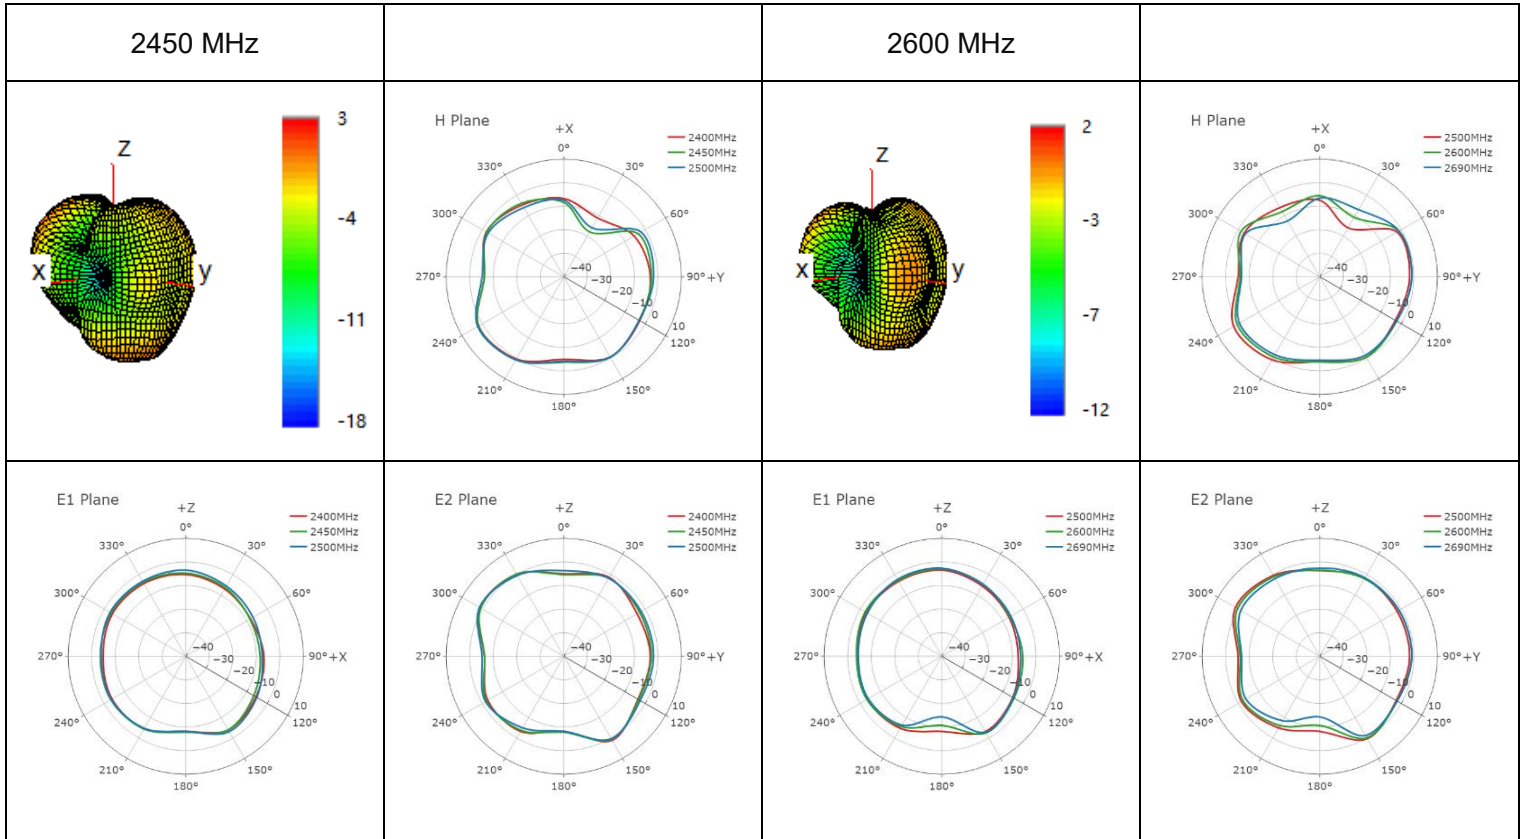 2450 MHz
2600 MHz
Z
X
y
3
-4
-11
-18
H Plane
+X
0°
30°
60°
90°+Y
120°
150°
180°
210°
240°
270°
300°
330°
−40
−30
−20
−10
0
10
2400MHz
2450MHz
2500MHz
Z
X
y
2
-3
-7
-12
H Plane
+X
0°
30°
60°
90°+Y
120°
150°
180°
210°
240°
270°
300°
330°
−40
−30
−20
−10
0
10
2500MHz
2600MHz
2690MHz
E1 Plane
+Z
0°
30°
60°
90°+X
120°
150°
180°
210°
240°
270°
300°
330°
−40
−30
−20
−10
0
10
2400MHz
2450MHz
2500MHz
E2 Plane
+Z
0°
30°
60°
90°+Y
120°
150°
180°
210°
240°
270°
300°
330°
−40
−30
−20
−10
0
10
2400MHz
2450MHz
2500MHz
E1 Plane
+Z
0°
30°
60°
90°+X
120°
150°
180°
210°
240°
270°
300°
330°
−40
−30
−20
−10
0
10
2500MHz
2600MHz
2690MHz
E2 Plane
+Z
0°
30°
60°
90°+Y
120°
150°
180°
210°
240°
270°
300°
330°
−40
−30
−20
−10
0
10
2500MHz
2600MHz
2690MHz